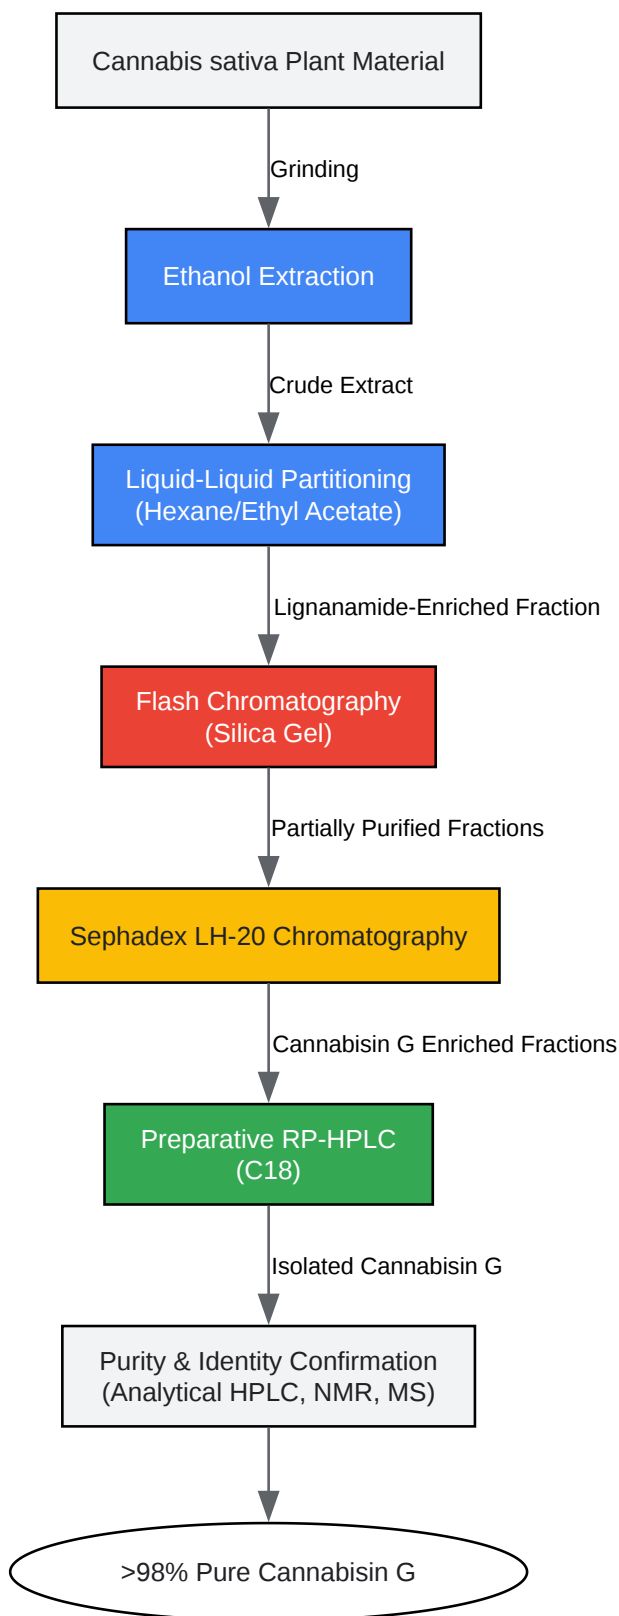 Cannabis sativa Plant Material
Grinding
Ethanol Extraction
Crude Extract
Liquid-Liquid Partitioning
(Hexane/Ethyl Acetate)
Lignanamide-Enriched Fraction
Flash Chromatography
(Silica Gel)
Partially Purified Fractions
Sephadex LH-20 Chromatography
Cannabisin G Enriched Fractions
Preparative RP-HPLC
(C18)
Isolated Cannabisin G
Purity & Identity Confirmation
(Analytical HPLC, NMR, MS)
>98% Pure Cannabisin G